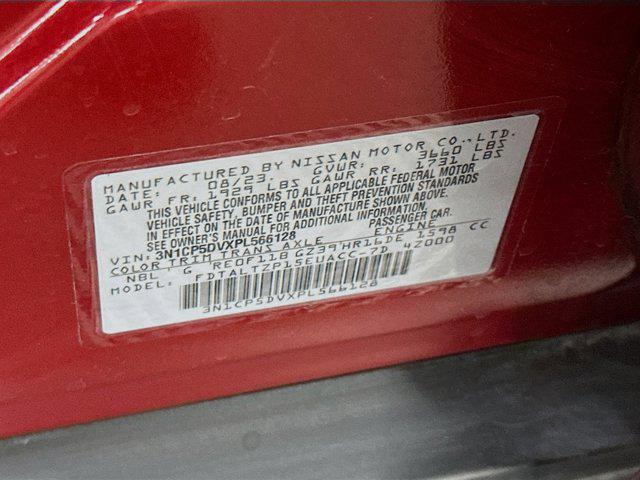 MANUFACTURED BY NISSAN MOTOR CO.,LTD.
DATE: 08/23. GVWR: 3660 LBS
GAWR FR: 1929 LBS GAWR RR: 1731 LBS
THIS VEHICLE CONFORMS TO ALL APPLICABLE FEDERAL MOTOR
VEHICLE SAFETY, BUMPER AND THEFT PREVENTION STANDARDS
IN EFFECT ON THE DATE OF MANUFACTURE SHOWN ABOVE.
SEE OWNER'S MANUAL FOR ADDITIONAL INFORMATION.
VIN: 3N1CP5DVXPL566128 PASSENGER CAR.
COLOR TRIM TRANS AXLE ENGINE 1598 CC
NBL G RE0F11B GZ39 HR16DE 4Z000
MODEL: FDTALTZP15EUACC-7D
3N1CP5DVXPL566128